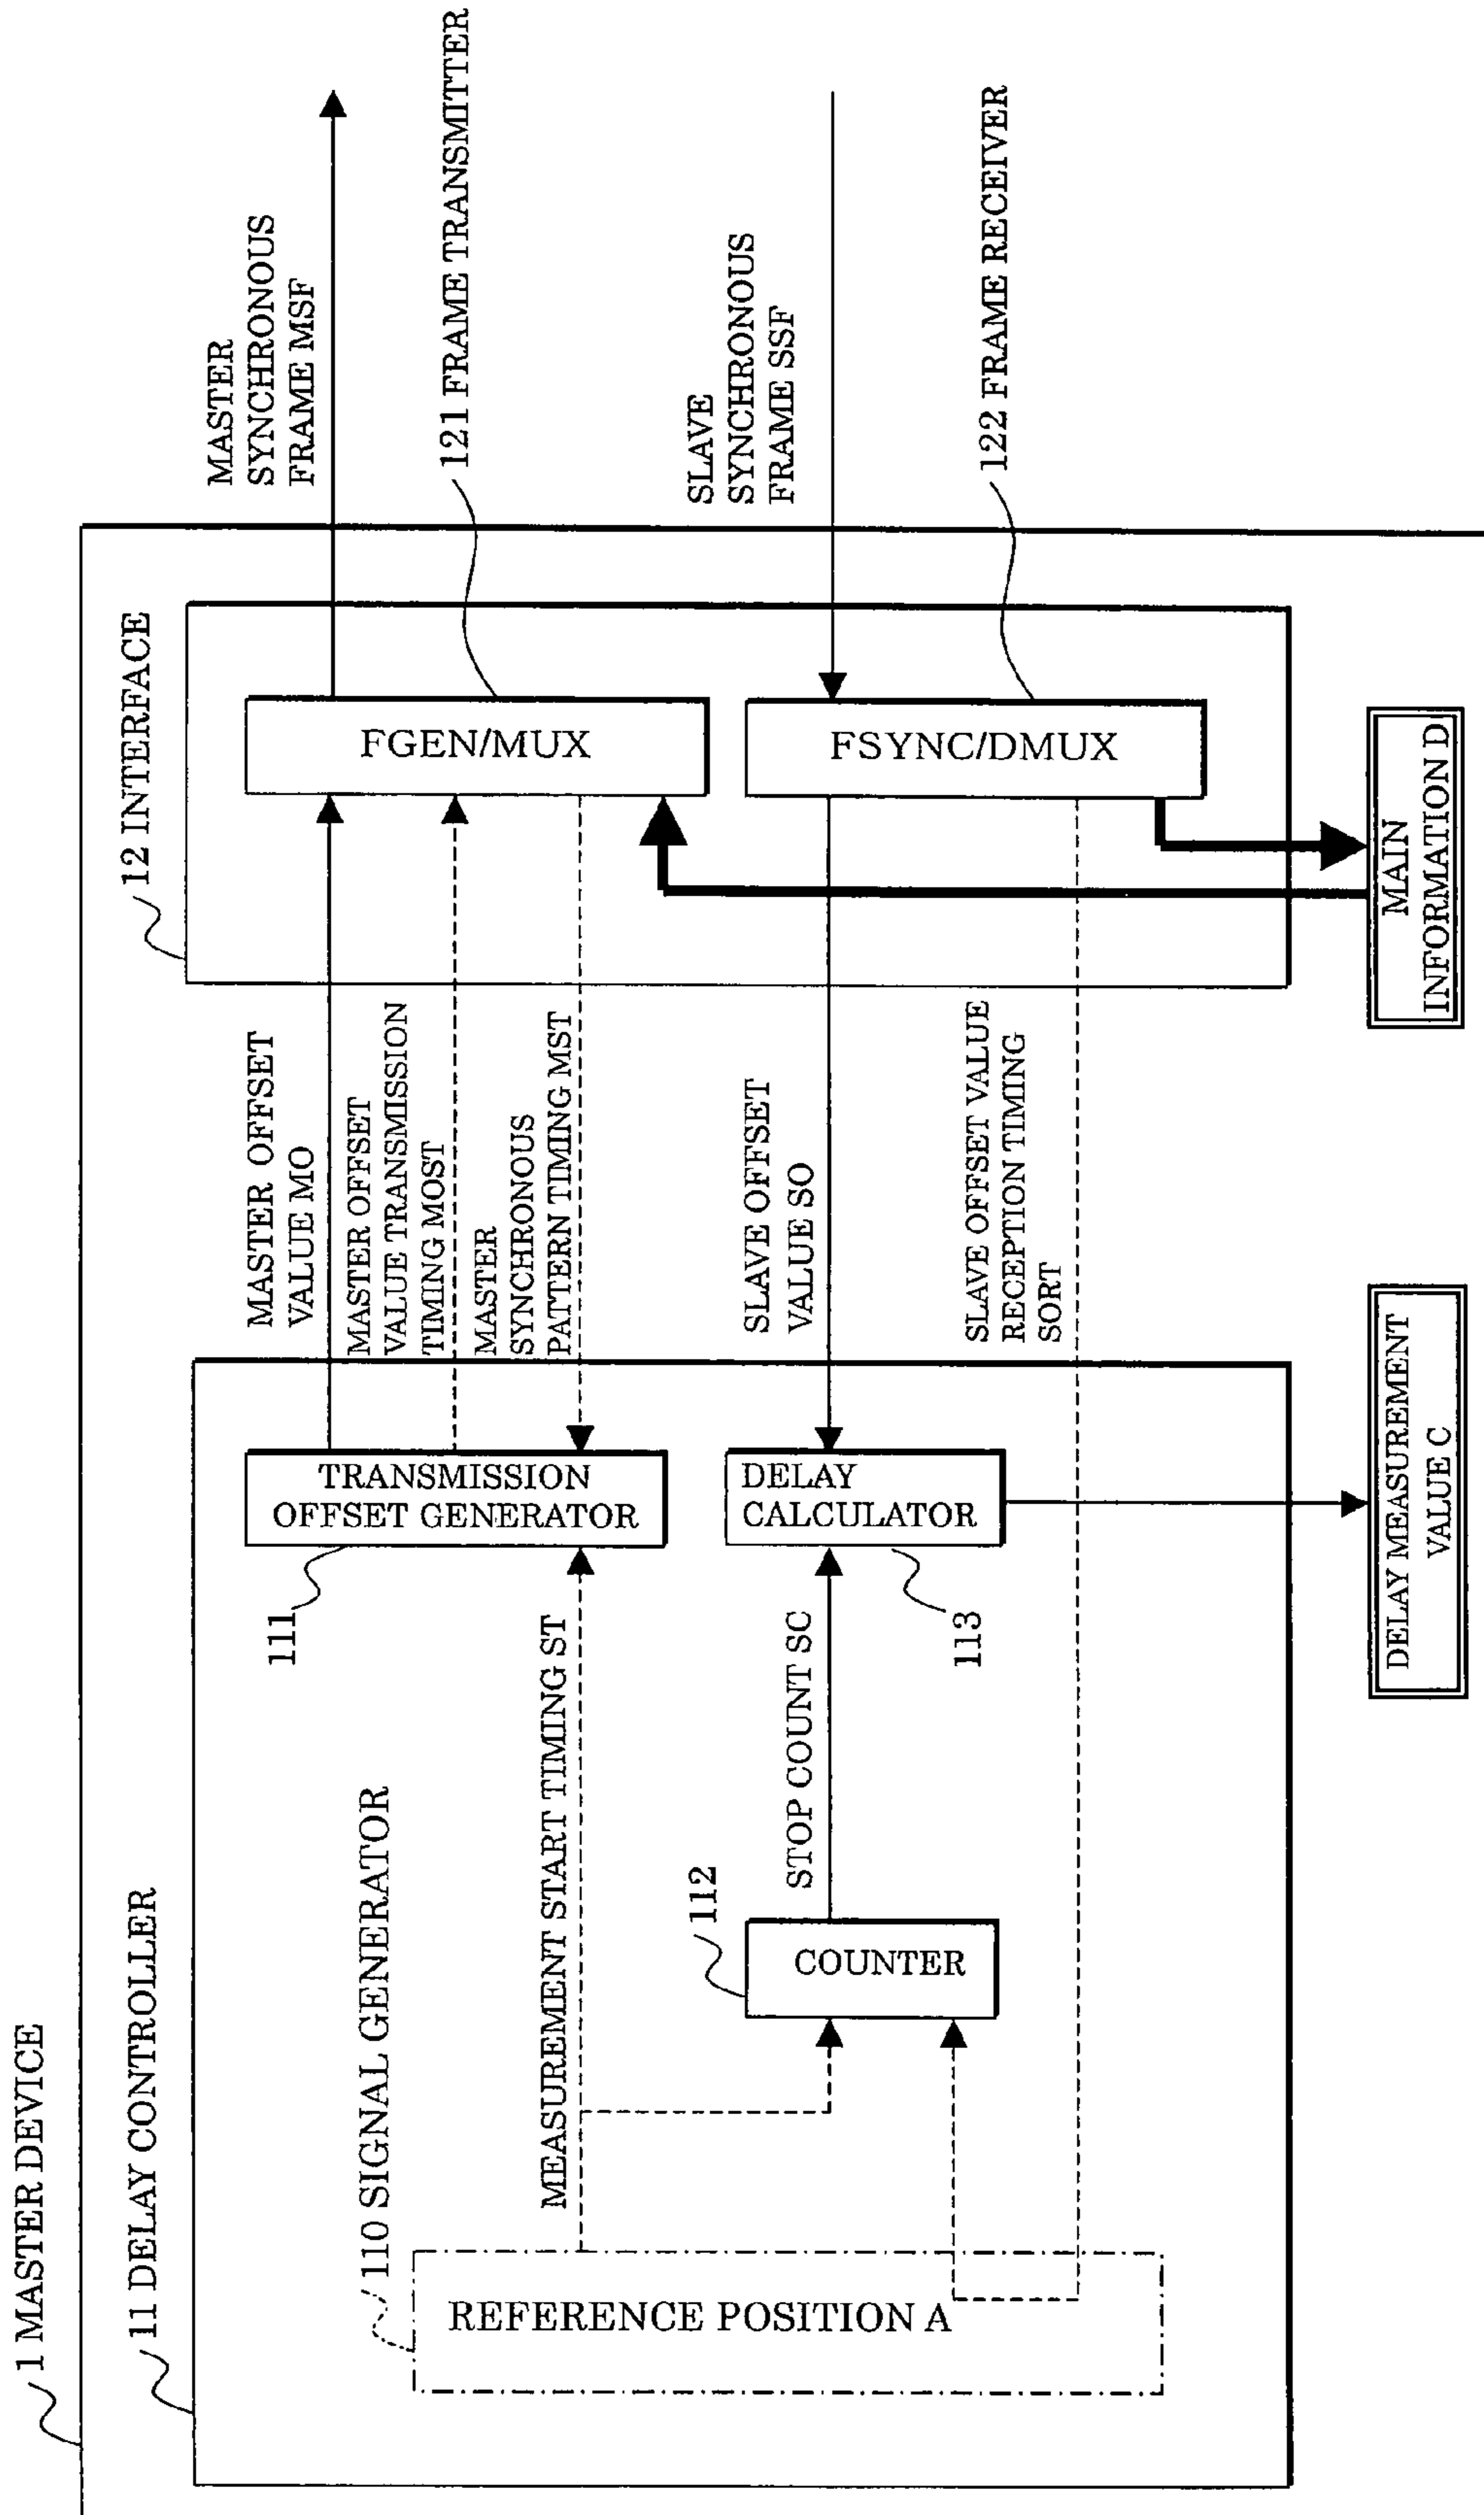 1 MASTER DEVICE
11 DELAY CONTROLLER
12 INTERFACE
MASTER
SYNCHRONOUS
FRAME MSF
110 SIGNAL GENERATOR
REFERENCE POSITION A
MEASUREMENT START TIMING ST
111
TRANSMISSION
OFFSET GENERATOR
MASTER OFFSET
VALUE MO
MASTER OFFSET
VALUE TRANSMISSION
TIMING MOST
MASTER
SYNCHRONOUS
PATTERN TIMING MST
FGEN/MUX
121 FRAME TRANSMITTER
112
COUNTER
STOP COUNT SC
DELAY
CALCULATOR
113
SLAVE OFFSET
VALUE SO
SLAVE OFFSET VALUE
RECEPTION TIMING
SORT
FSYNC/DMUX
SLAVE
SYNCHRONOUS
FRAME SSF
122 FRAME RECEIVER
DELAY MEASUREMENT
VALUE C
MAIN
INFORMATION D